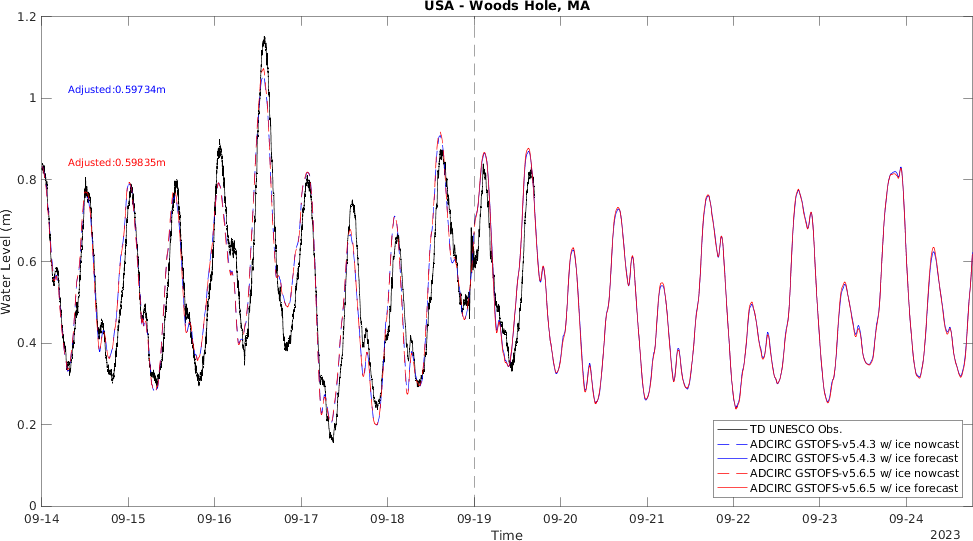 USA - Woods Hole, MA
1.2
1
0.8
0.6
0.4
0.2
0
Water Level (m)
Adjusted:0.59734m
Adjusted:0.59835m
TD UNESCO Obs.
ADCIRC GSTOFS-v5.4.3 w/ ice nowcast
ADCIRC GSTOFS-v5.4.3 w/ ice forecast
ADCIRC GSTOFS-v5.6.5 w/ ice nowcast
ADCIRC GSTOFS-v5.6.5 w/ ice forecast
09-14 09-15 09-16 09-17 09-18 09-19 09-20 09-21 09-22 09-23 09-24
Time
2023